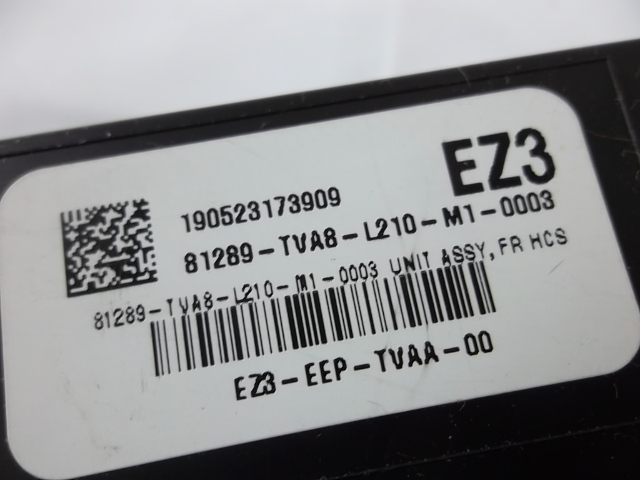 EZ3
190523173909
81289-TVA8-L210-M1-0003
81289-TVA8-L210-M1-0003 UNIT ASSY, FR HCS
EZ3-EEP-TVAA-00